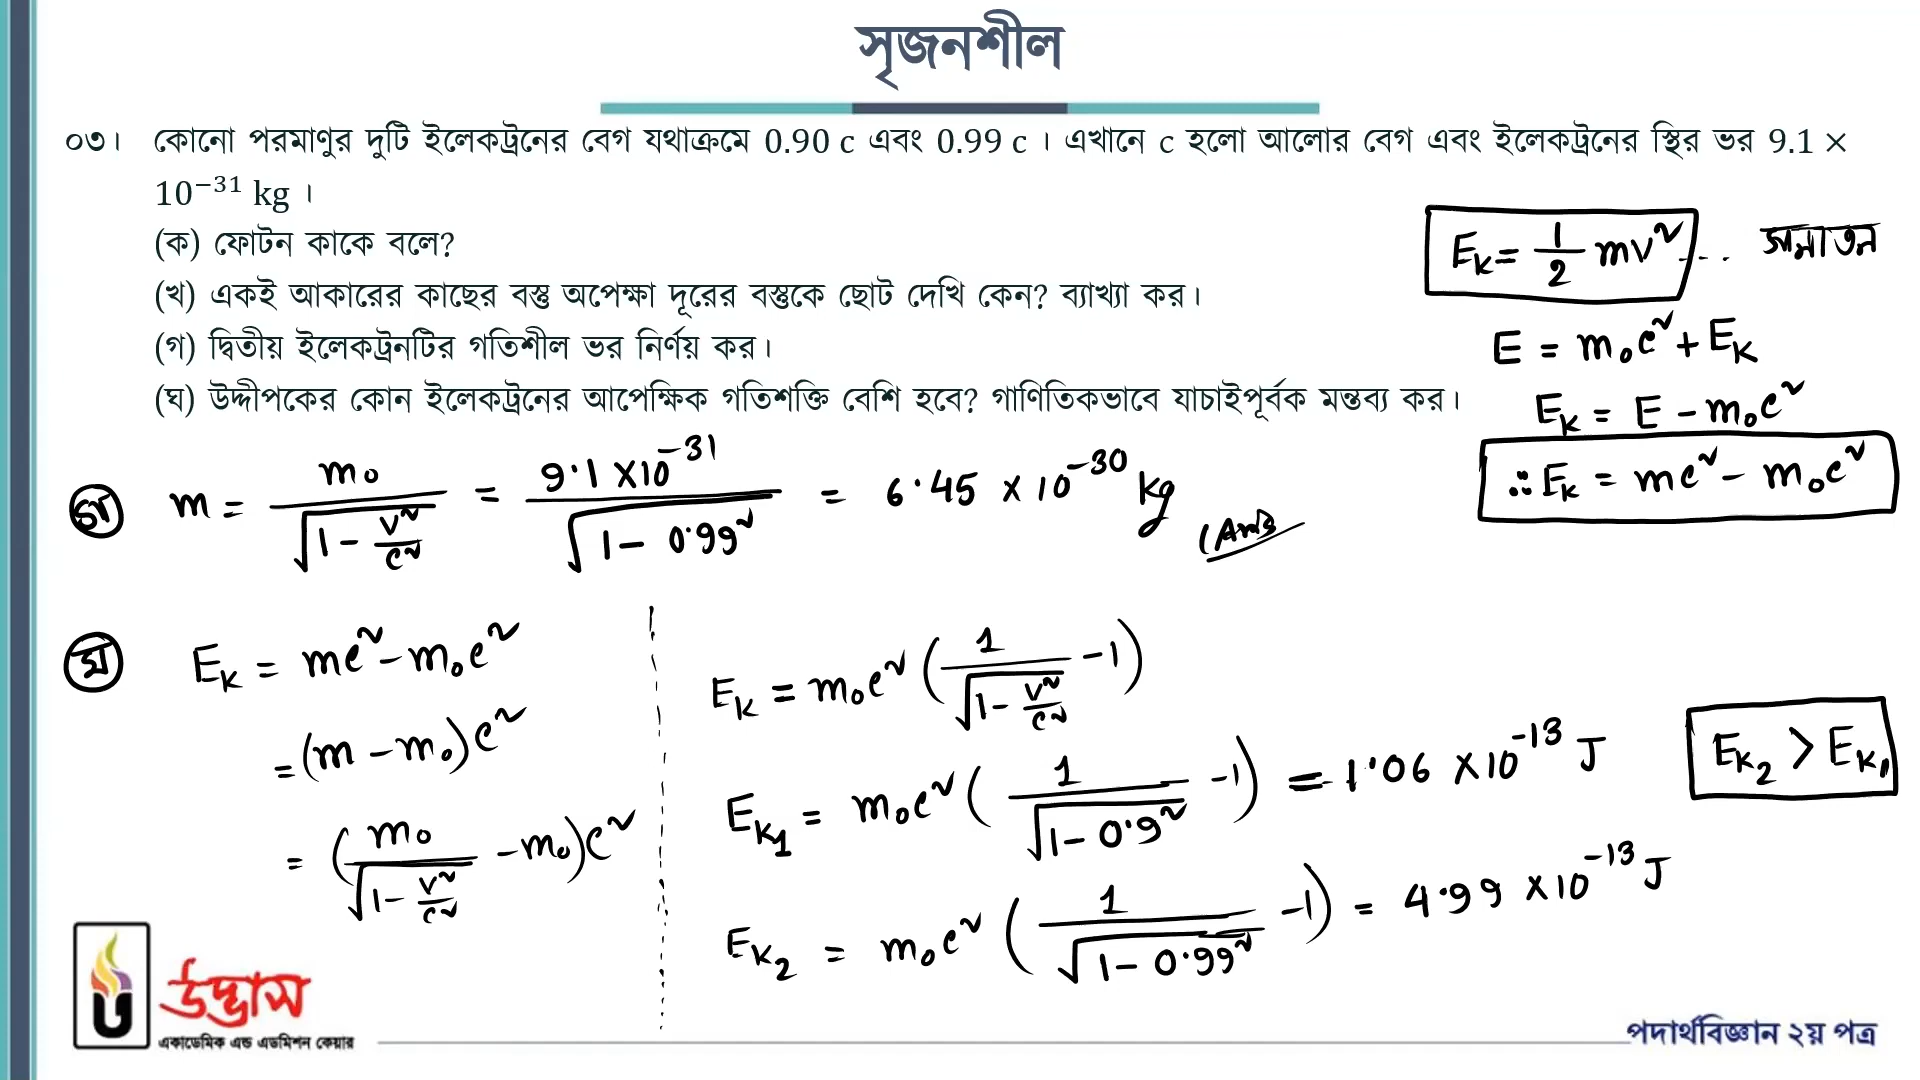 সৃজনশীল
০৩। কোনো পরমাণুর দুটি ইলেকট্রনের বেগ যথাক্রমে 0.90 c এবং 0.99 c । এখানে c হলো আলোর বেগ এবং ইলেকট্রনের স্থির ভর 9.1 ×
10⁻³¹ kg ।
(ক) ফোটন কাকে বলে?
(খ) একই আকারের কাছের বস্তু অপেক্ষা দূরের বস্তুকে ছোট দেখি কেন? ব্যাখ্যা কর।
(গ) দ্বিতীয় ইলেকট্রনটির গতিশীল ভর নির্ণয় কর।
(ঘ) উদ্দীপকের কোন ইলেকট্রনের আপেক্ষিক গতিশক্তি বেশি হবে? গাণিতিকভাবে যাচাইপূর্বক মন্তব্য কর।
Eₖ = 1/2 mv² ... সনাতন
E = m₀c² + Eₖ
Eₖ = E − m₀c²
∴ Eₖ = mc² − m₀c²
গ m = m₀/√(1 − v²/c²) = 9.1 × 10⁻³¹/√(1 − 0.99²) = 6.45 × 10⁻³⁰ kg (Ans
ঘ Eₖ = mc² − m₀c²
= (m − m₀)c²
= (m₀/√(1 − v²/c²) − m₀)c²
Eₖ = m₀c² (1/√(1 − v²/c²) − 1)
Eₖ₁ = m₀c² (1/√(1 − 0.9²) − 1) = 1.06 × 10⁻¹³ J
Eₖ₂ = m₀c² (1/√(1 − 0.99²) − 1) = 4.99 × 10⁻¹³ J
Eₖ₂ > Eₖ₁
উদ্ভাস
একাডেমিক এন্ড এডমিশন কেয়ার
পদার্থবিজ্ঞান ২য় পত্র